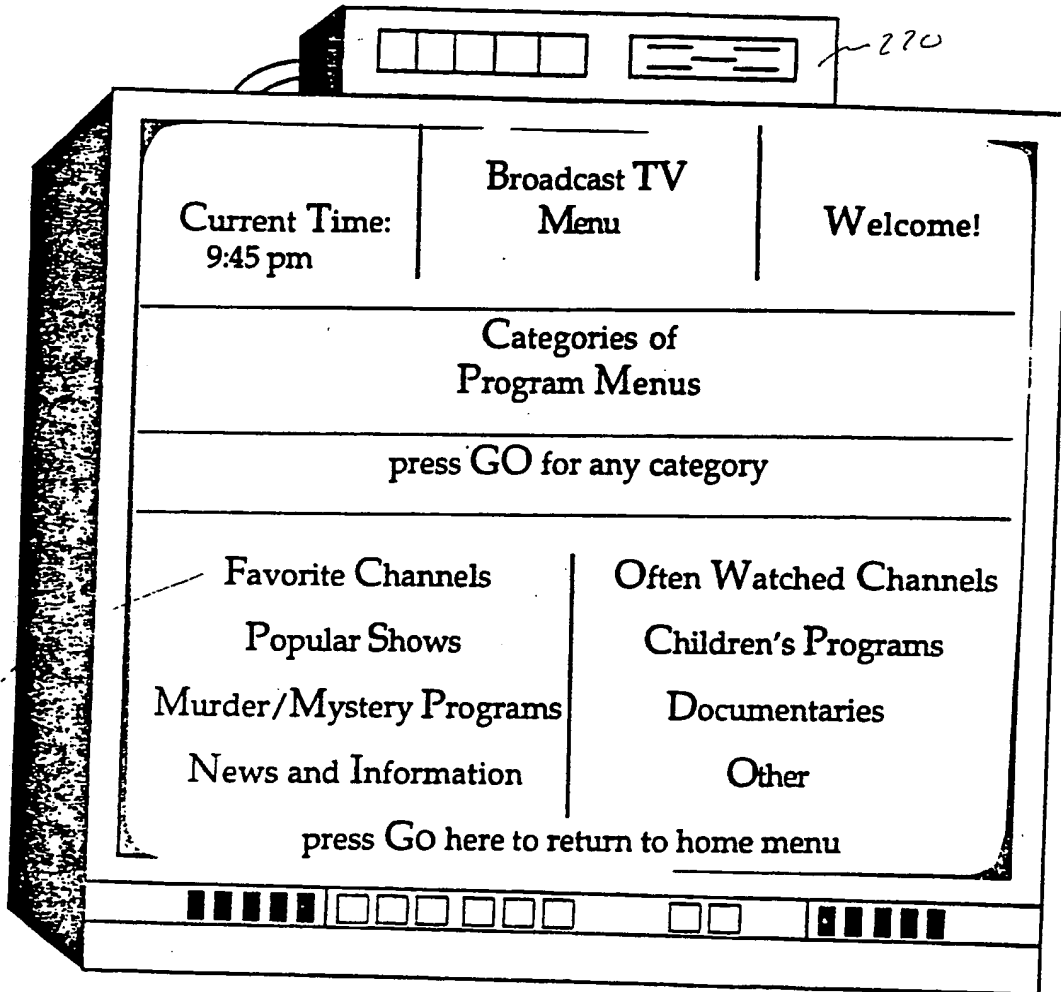 220
Broadcast TV
Menu
Current Time:
9:45 pm
Welcome!
Categories of
Program Menus
press GO for any category
Favorite Channels
Often Watched Channels
Popular Shows
Children's Programs
Murder/Mystery Programs
Documentaries
News and Information
Other
press Go here to return to home menu